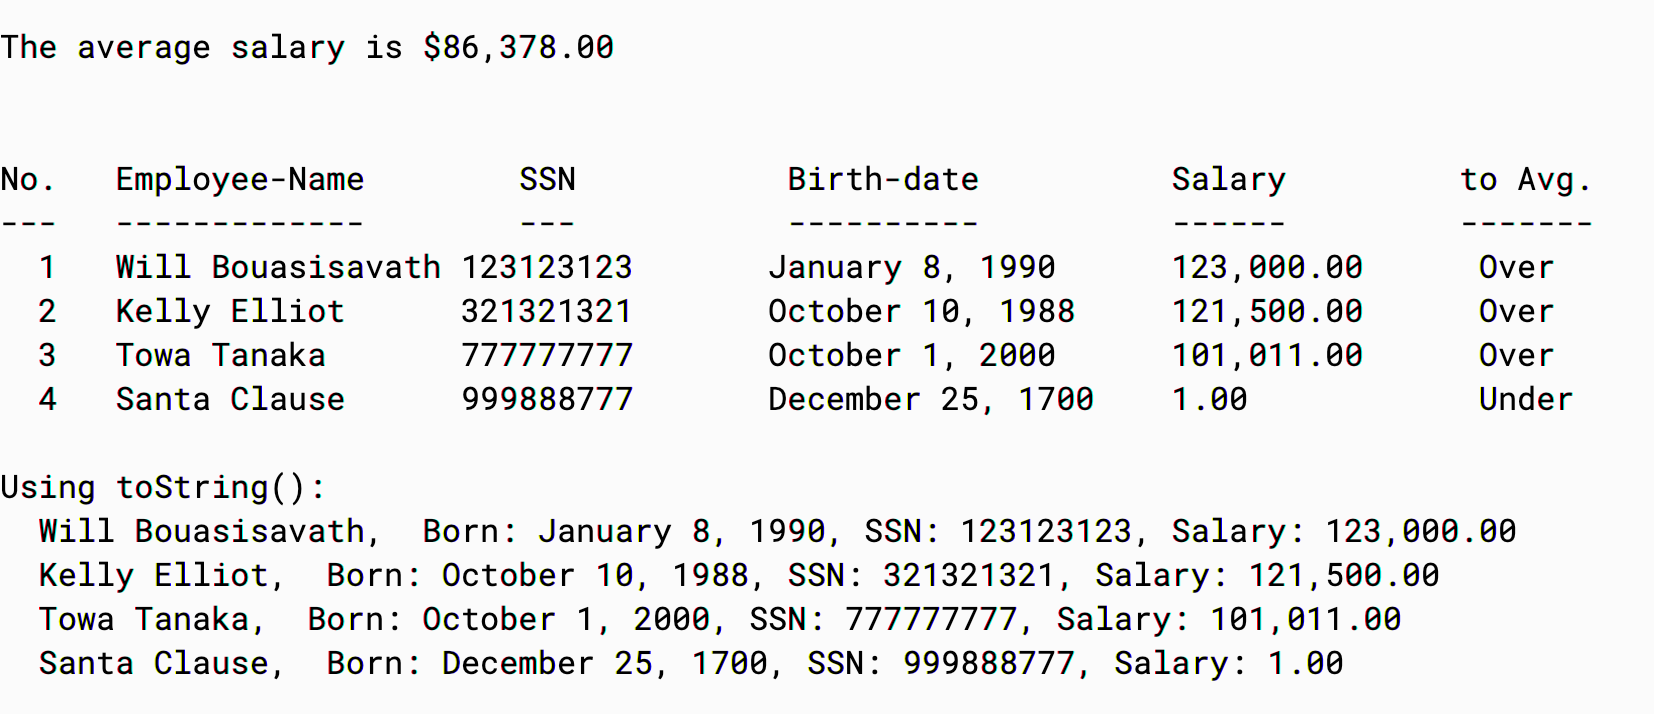 The average salary is $86,378.00
No.   Employee-Name        SSN           Birth-date          Salary         to Avg.
---   -------------        ---           ----------          ------         -------
  1   Will Bouasisavath 123123123       January 8, 1990      123,000.00      Over
  2   Kelly Elliot      321321321       October 10, 1988     121,500.00      Over
  3   Towa Tanaka       777777777       October 1, 2000      101,011.00      Over
  4   Santa Clause      999888777       December 25, 1700    1.00            Under
Using toString():
  Will Bouasisavath,  Born: January 8, 1990, SSN: 123123123, Salary: 123,000.00
  Kelly Elliot,  Born: October 10, 1988, SSN: 321321321, Salary: 121,500.00
  Towa Tanaka,  Born: October 1, 2000, SSN: 777777777, Salary: 101,011.00
  Santa Clause,  Born: December 25, 1700, SSN: 999888777, Salary: 1.00